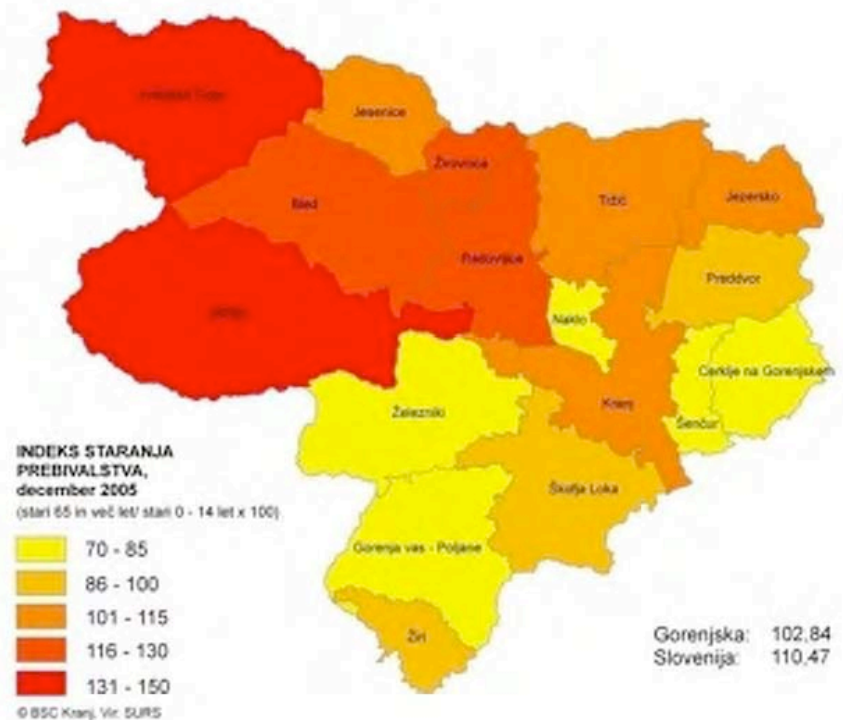 Jesenice
Žirovnica
Bled
Tržič
Jezersko
Radovljica
Preddvor
Naklo
Cerklje na Gorenjskem
Kranj
Železniki
Šenčur
Škofja Loka
Gorenja vas - Poljane
Žiri
INDEKS STARANJA
PREBIVALSTVA,
december 2005
(stari 65 in več let/ stari 0 - 14 let x 100)
70 - 85
86 - 100
101 - 115
116 - 130
131 - 150
Gorenjska: 102,84
Slovenija: 110,47
© BSC Kranj, Vir: SURS